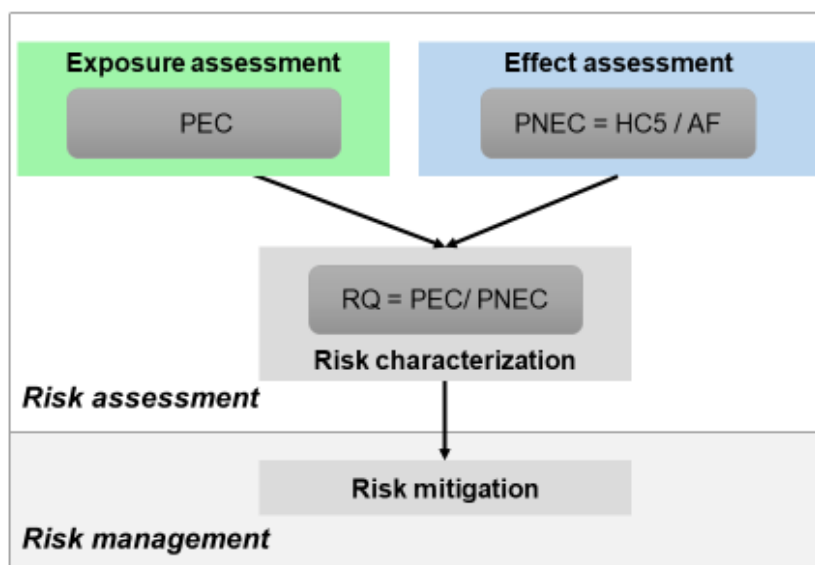 Exposure assessment
PEC
Effect assessment
PNEC = HC5 / AF
RQ = PEC/ PNEC
Risk characterization
Risk assessment
Risk mitigation
Risk management